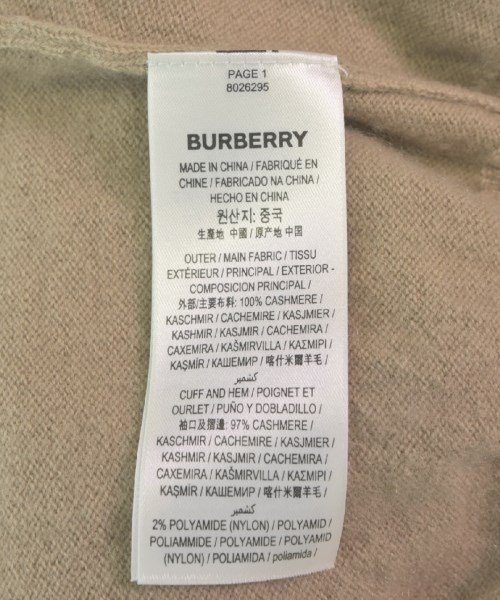 PAGE 1
8026295
BURBERRY
MADE IN CHINA / FABRIQUÉ EN
CHINE / FABRICADO NA CHINA /
HECHO EN CHINA
원산지: 중국
生產地 中國 / 原产地 中国
OUTER / MAIN FABRIC / TISSU
EXTÉRIEUR / PRINCIPAL / EXTERIOR -
COMPOSICION PRINCIPAL /
外部/主要布料: 100% CASHMERE /
KASCHMIR / CACHEMIRE / KASJMIER /
KASHMIR / KASJMIR / CACHEMIRA /
CAXEMIRA / KAŠMIRVILLA / ΚΑΣΜΙΡΙ /
KAŞMİR / КАШЕМИР / 喀什米爾羊毛 /
كشمير
CUFF AND HEM / POIGNET ET
OURLET / PUÑO Y DOBLADILLO /
袖口及摺邊: 97% CASHMERE /
KASCHMIR / CACHEMIRE / KASJMIER /
KASHMIR / KASJMIR / CACHEMIRA /
CAXEMIRA / KAŠMIRVILLA / ΚΑΣΜΙΡΙ /
KAŞMİR / КАШЕМИР / 喀什米爾羊毛 /
كشمير
2% POLYAMIDE (NYLON) / POLYAMID /
POLIAMMIDE / POLYAMIDE / POLYAMID
(NYLON) / POLIAMIDA / poliamida /